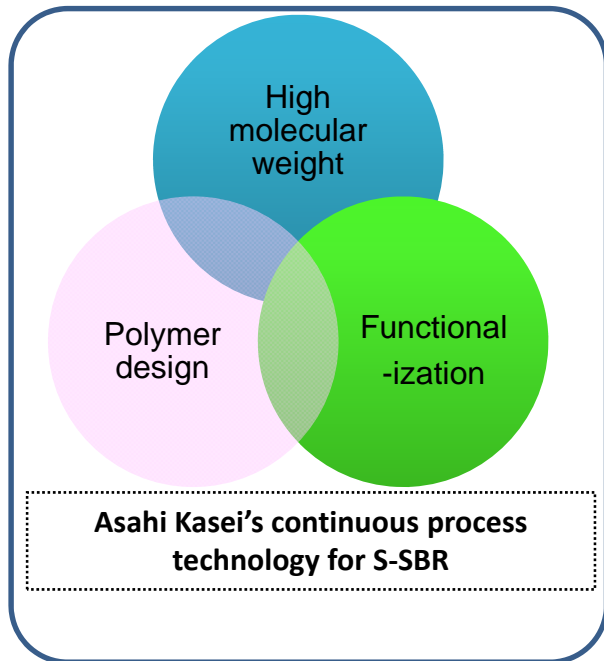 High
molecular
weight
Polymer
design
Functional
-ization
Asahi Kasei’s continuous process
technology for S-SBR